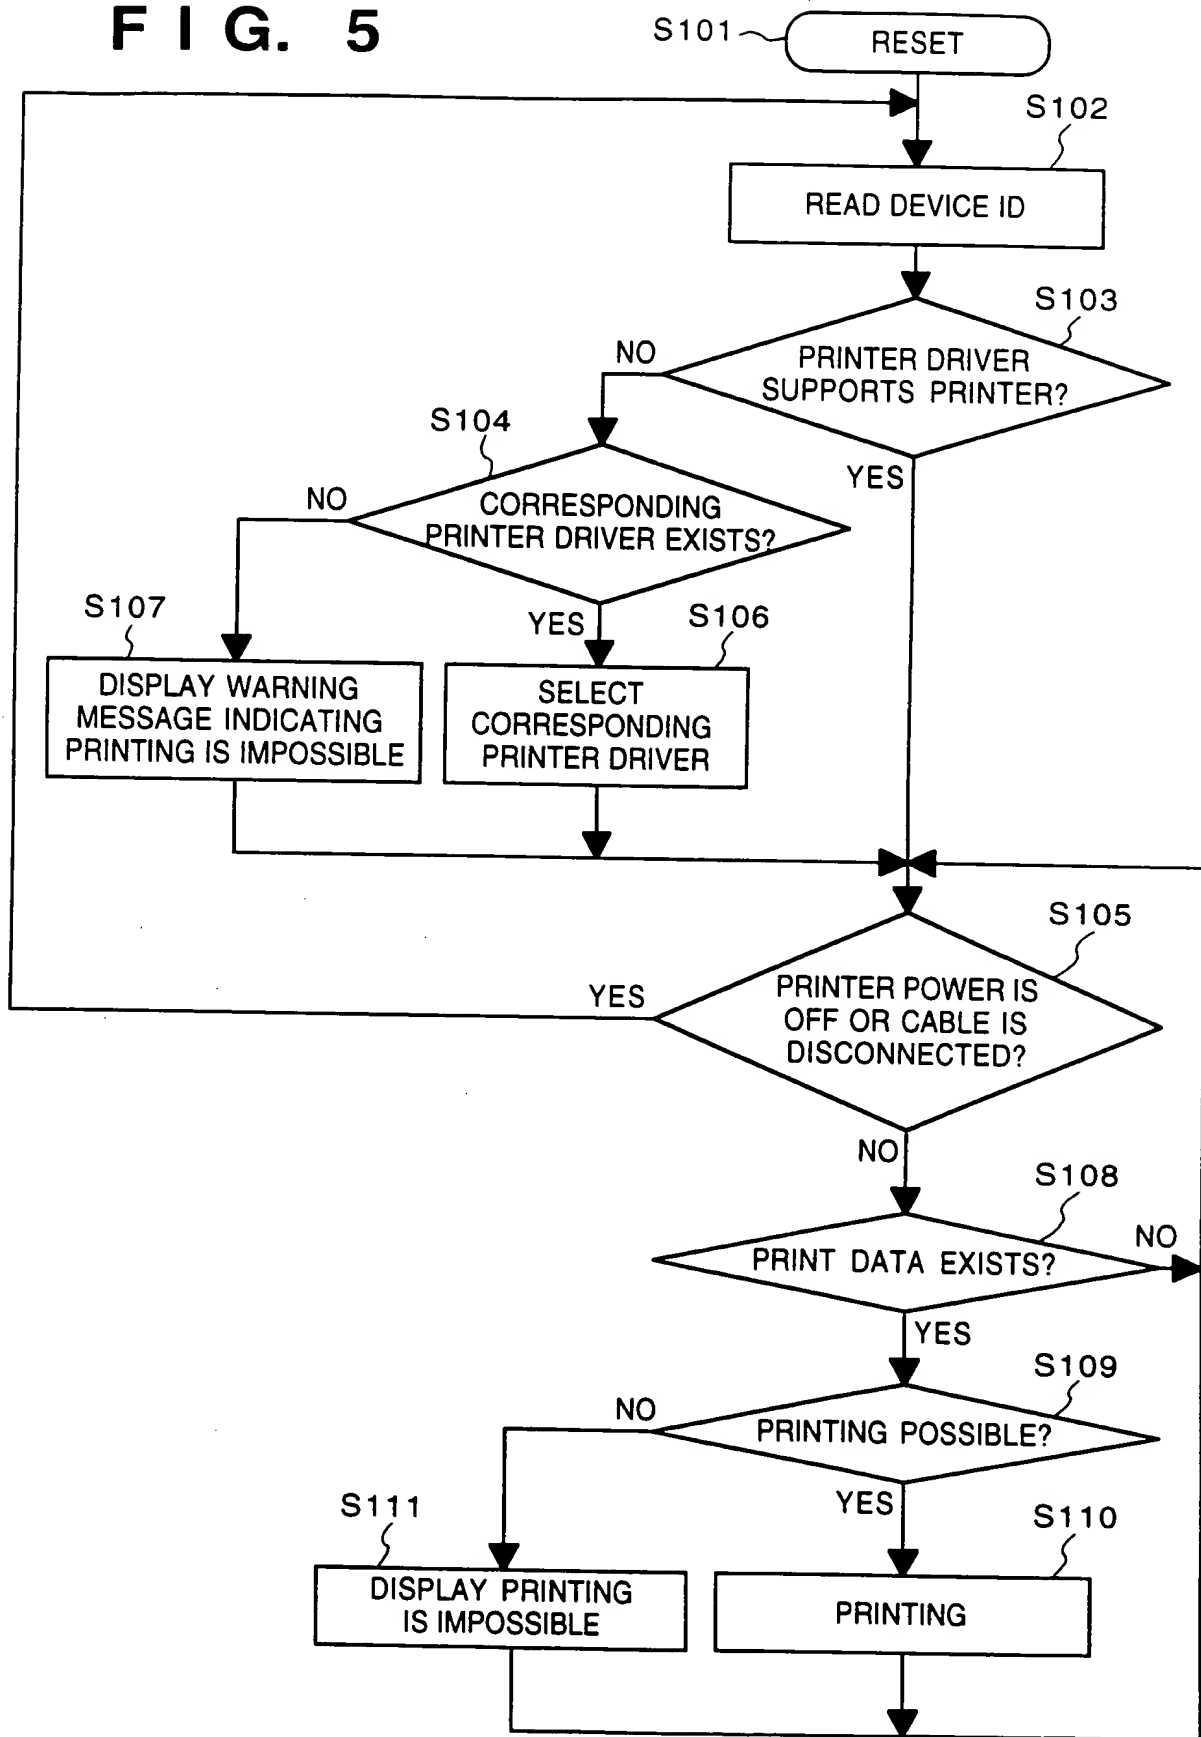 FIG. 5
S101
RESET
S102
READ DEVICE ID
S103
PRINTER DRIVER
SUPPORTS PRINTER?
NO
YES
S104
CORRESPONDING
PRINTER DRIVER EXISTS?
NO
YES
S107
DISPLAY WARNING
MESSAGE INDICATING
PRINTING IS IMPOSSIBLE
S106
SELECT
CORRESPONDING
PRINTER DRIVER
S105
PRINTER POWER IS
OFF OR CABLE IS
DISCONNECTED?
YES
NO
S108
PRINT DATA EXISTS?
NO
YES
S109
PRINTING POSSIBLE?
NO
YES
S111
DISPLAY PRINTING
IS IMPOSSIBLE
S110
PRINTING